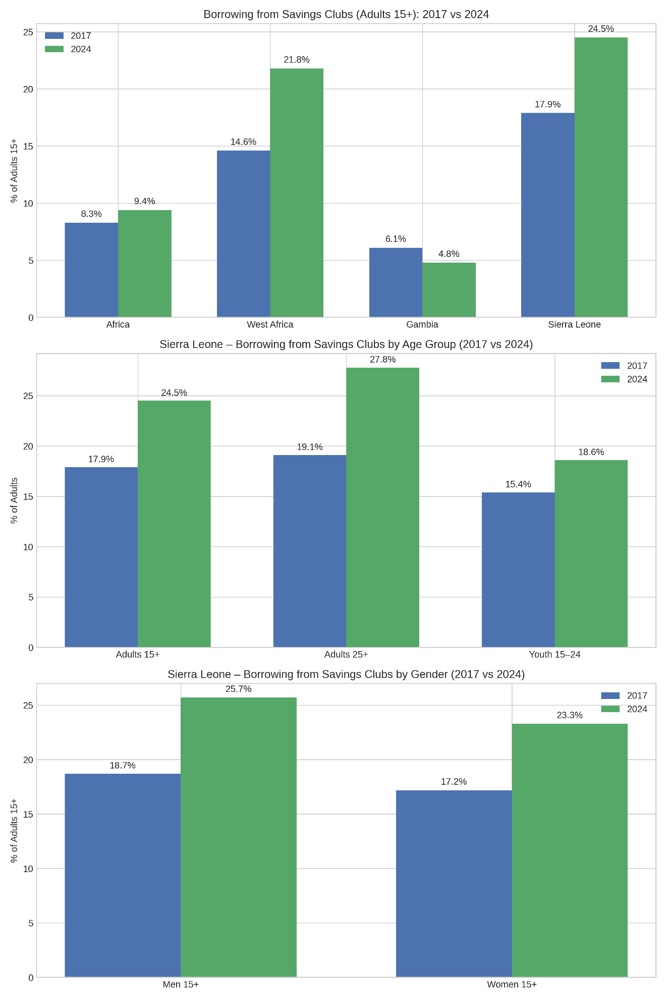 Borrowing from Savings Clubs (Adults 15+): 2017 vs 2024
2017
2024
% of Adults 15+
25
20
15
10
5
0
8.3%
9.4%
14.6%
21.8%
6.1%
4.8%
17.9%
24.5%
Africa
West Africa
Gambia
Sierra Leone
Sierra Leone – Borrowing from Savings Clubs by Age Group (2017 vs 2024)
2017
2024
% of Adults
25
20
15
10
5
0
17.9%
24.5%
19.1%
27.8%
15.4%
18.6%
Adults 15+
Adults 25+
Youth 15–24
Sierra Leone – Borrowing from Savings Clubs by Gender (2017 vs 2024)
2017
2024
% of Adults 15+
25
20
15
10
5
0
18.7%
25.7%
17.2%
23.3%
Men 15+
Women 15+